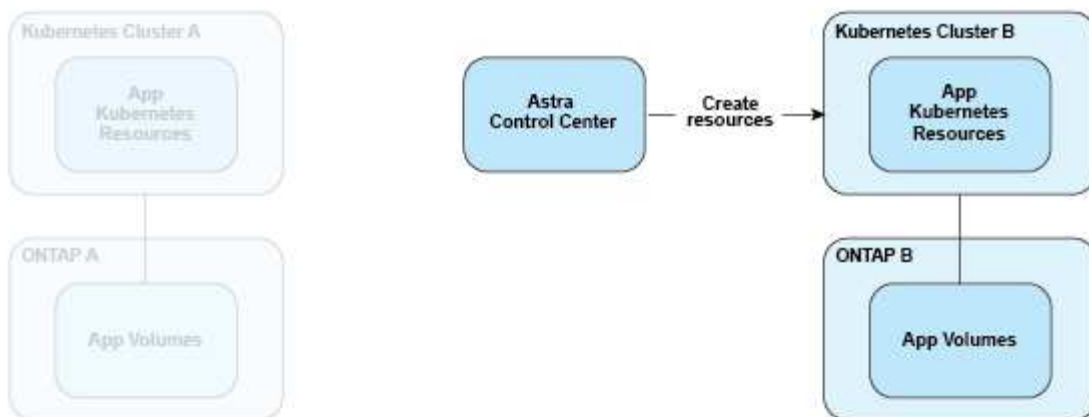 Kubernetes Cluster A
App
Kubernetes
Resources
ONTAP A
App Volumes
Astra
Control Center
Create
resources
Kubernetes Cluster B
App
Kubernetes
Resources
ONTAP B
App Volumes